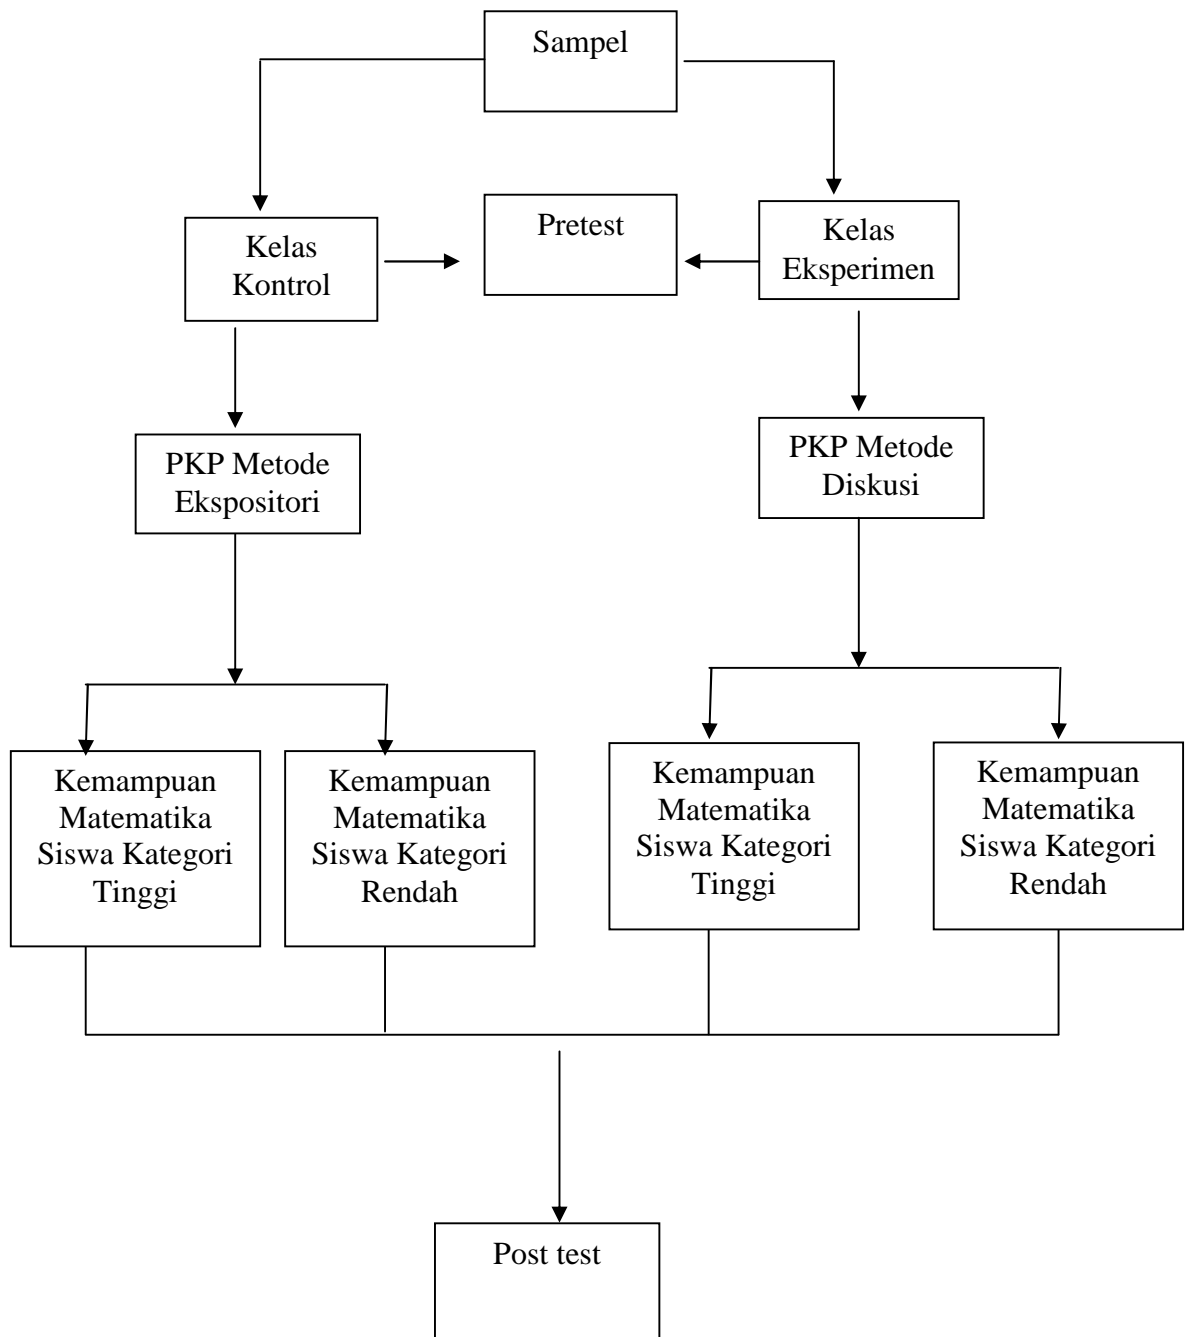 Sampel
Kelas
Kontrol
Pretest
Kelas
Eksperimen
PKP Metode
Ekspositori
PKP Metode
Diskusi
Kemampuan
Matematika
Siswa Kategori
Tinggi
Kemampuan
Matematika
Siswa Kategori
Rendah
Kemampuan
Matematika
Siswa Kategori
Tinggi
Kemampuan
Matematika
Siswa Kategori
Rendah
Post test